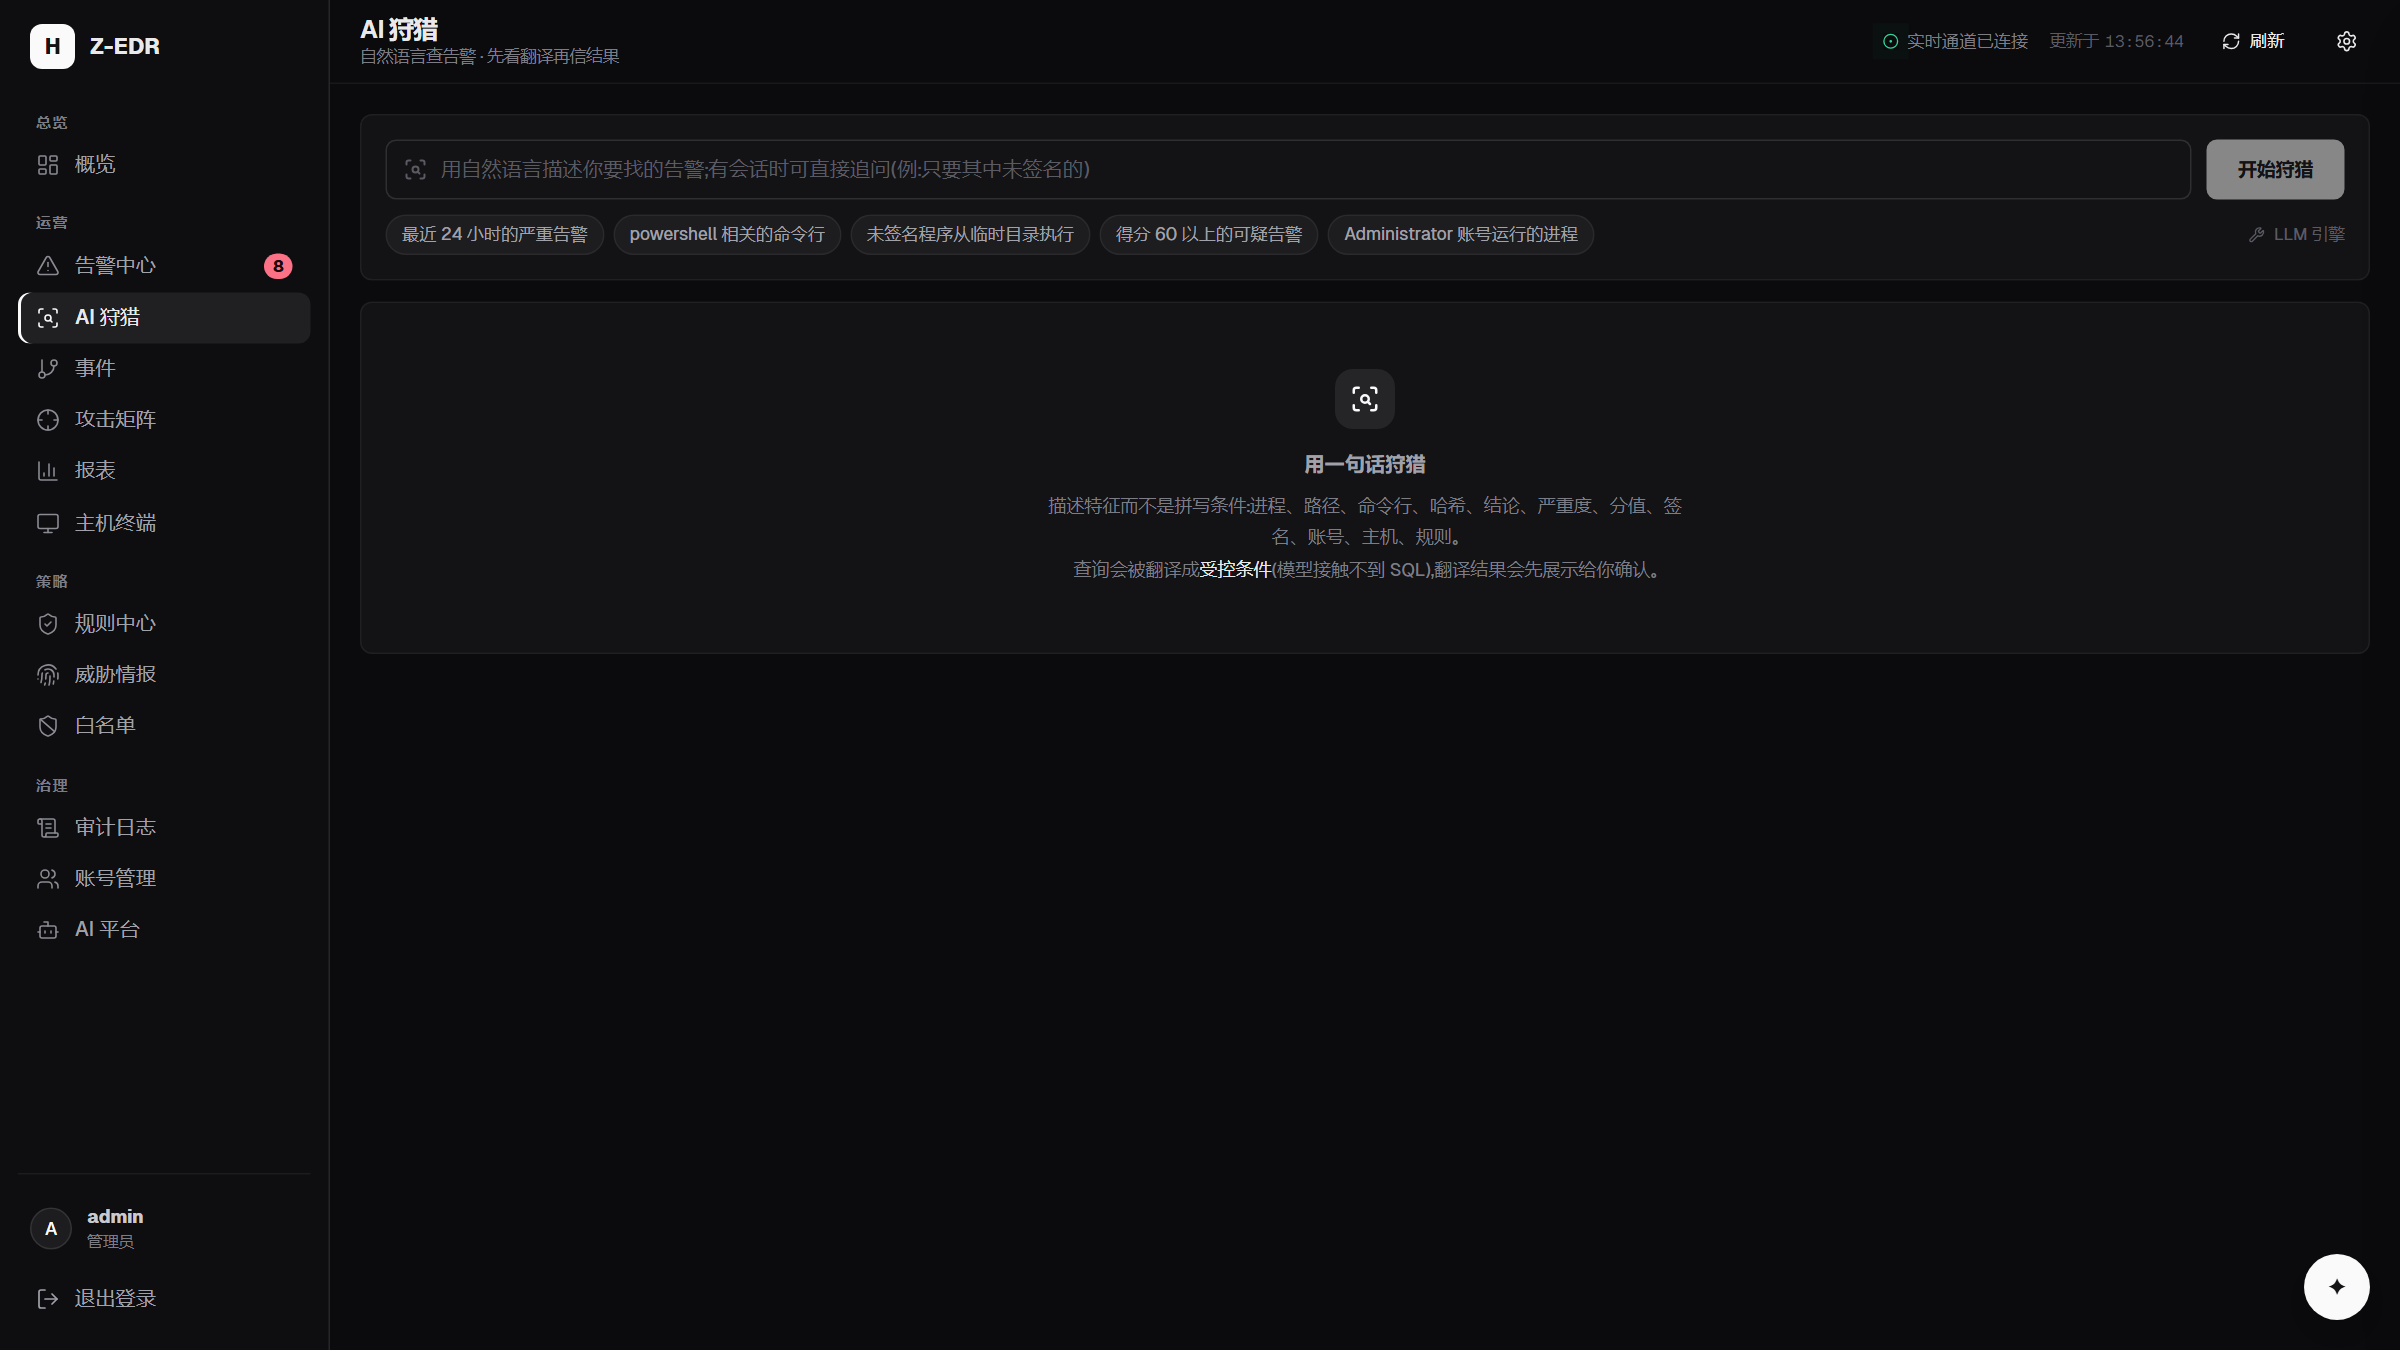 H
Z-EDR
总览
概览
运营
告警中心
8
AI 狩猎
事件
攻击矩阵
报表
主机终端
策略
规则中心
威胁情报
白名单
治理
审计日志
账号管理
AI 平台
A
admin
管理员
退出登录
AI 狩猎
自然语言查告警 · 先看翻译再信结果
实时通道已连接
更新于 13:56:44
刷新
用自然语言描述你要找的告警;有会话时可直接追问(例:只要其中未签名的)
开始狩猎
最近 24 小时的严重告警
powershell 相关的命令行
未签名程序从临时目录执行
得分 60 以上的可疑告警
Administrator 账号运行的进程
LLM 引擎
用一句话狩猎
描述特征而不是拼写条件:进程、路径、命令行、哈希、结论、严重度、分值、签
名、账号、主机、规则。
查询会被翻译成受控条件(模型接触不到 SQL),翻译结果会先展示给你确认。